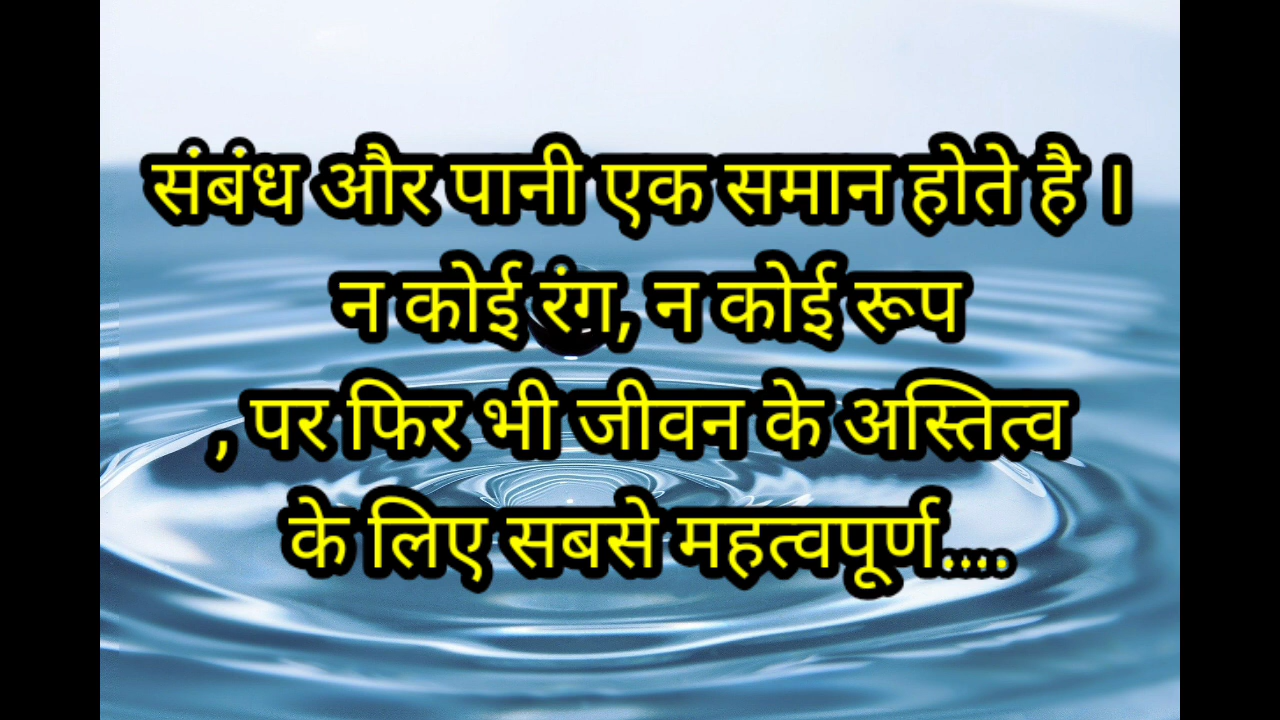 संबंध और पानी एक समान होते है ।
न कोई रंग, न कोई रूप
, पर फिर भी जीवन के अस्तित्व
के लिए सबसे महत्वपूर्ण....